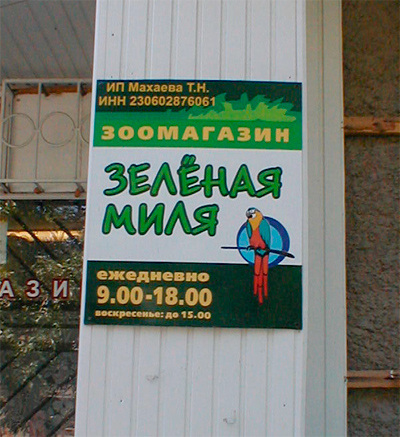 ИП Махаева Т.Н.
ИНН 230602876061
ЗООМАГАЗИН
ЗЕЛЁНАЯ
МИЛЯ
ежедневно
9.00-18.00
воскресенье: до 15.00
АЗИ